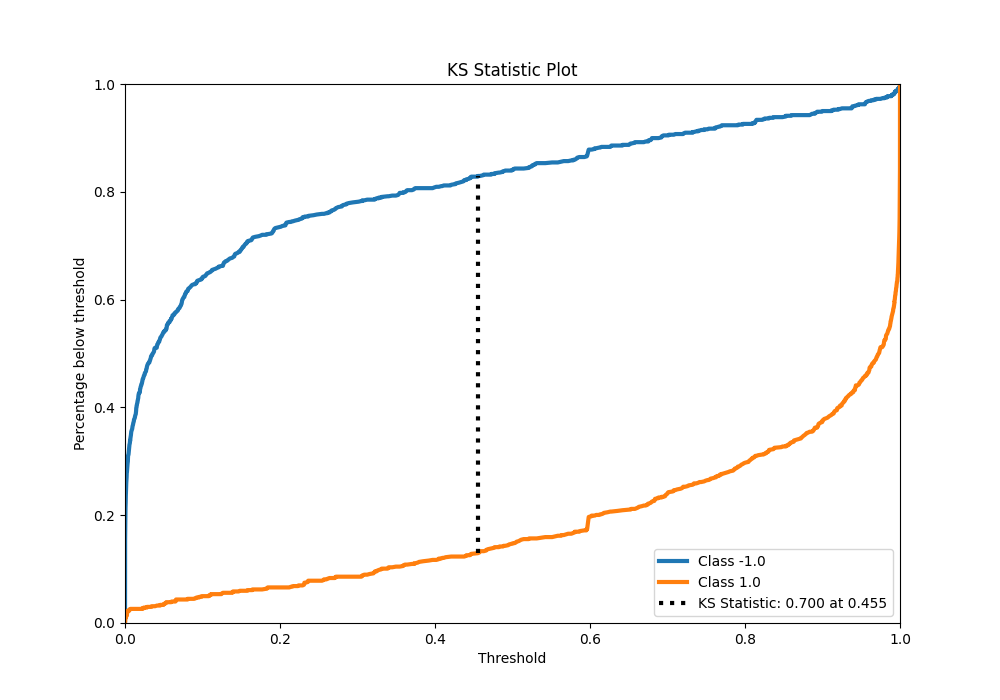 KS Statistic Plot
1.0
0.8
0.6
0.4
0.2
0.0
Percentage below threshold
0.0 0.2 0.4 0.6 0.8 1.0
Threshold
Class -1.0
Class 1.0
KS Statistic: 0.700 at 0.455